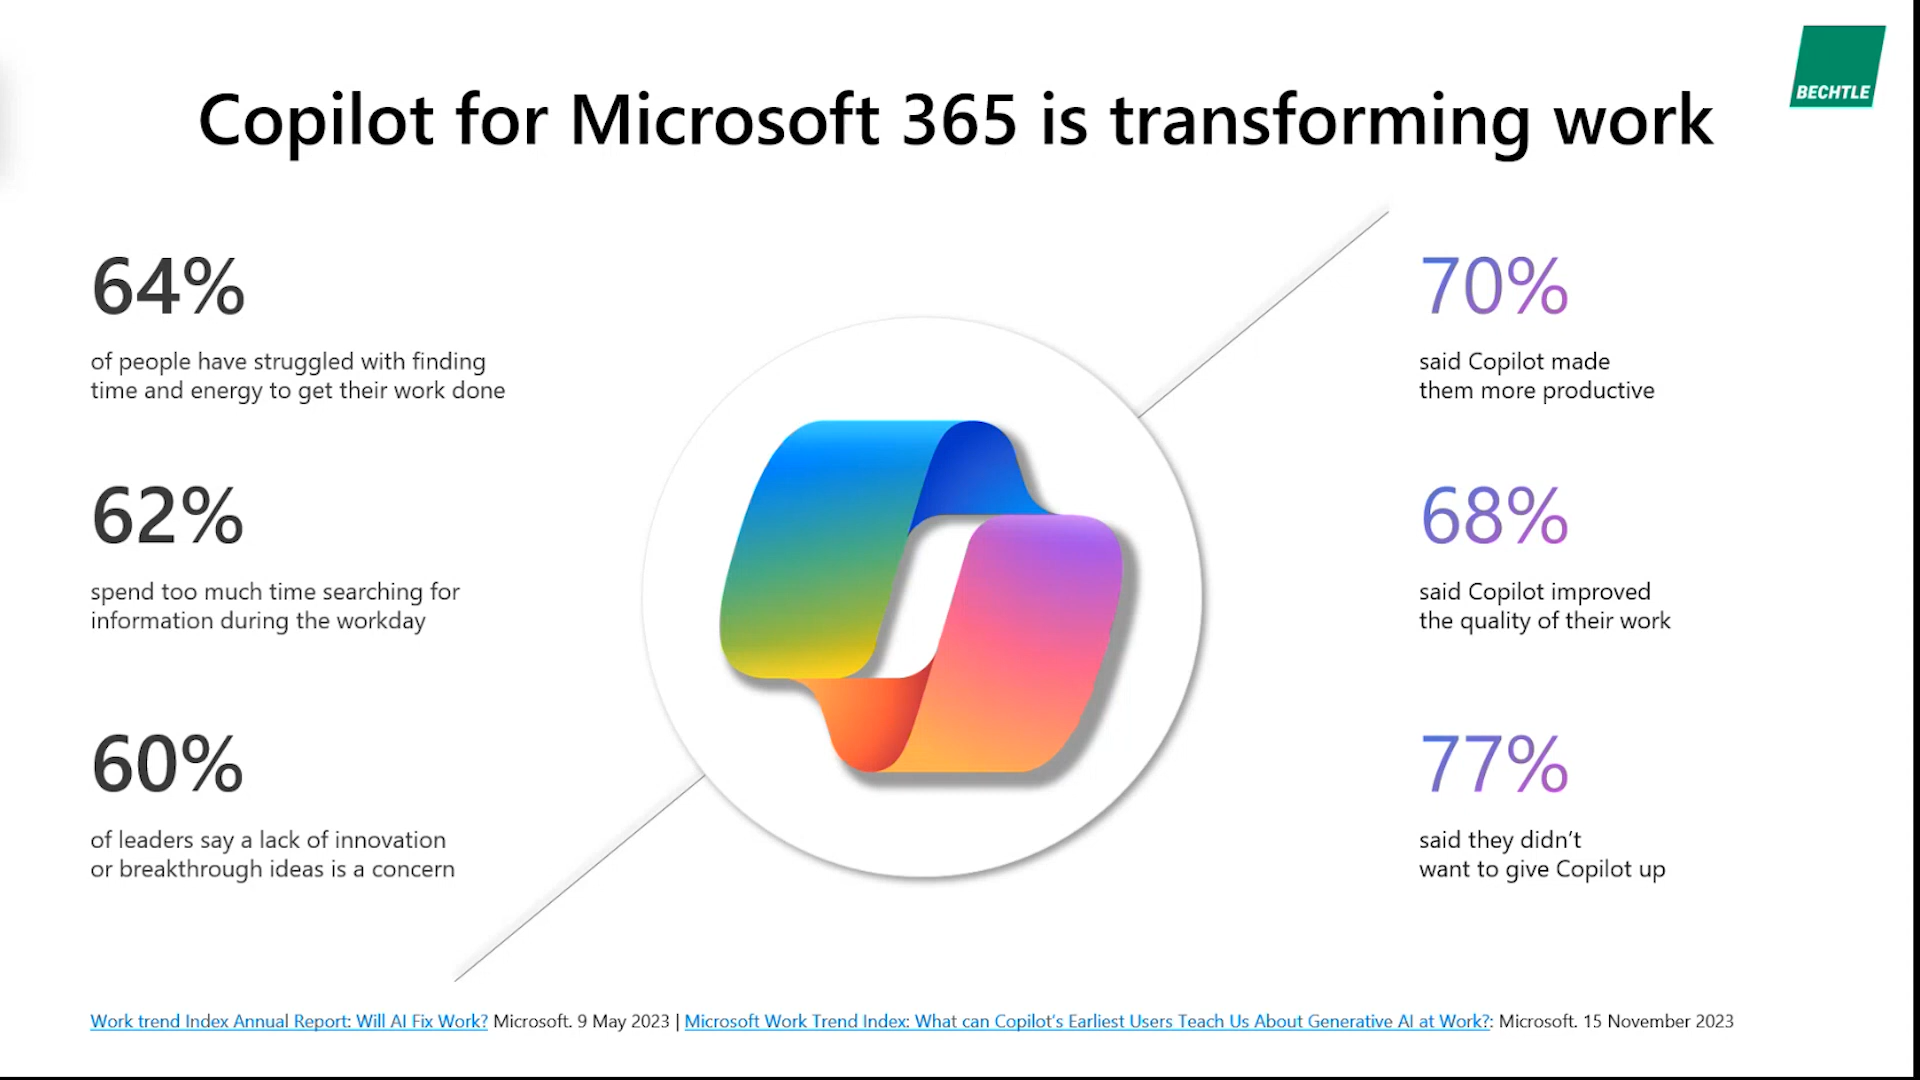 BECHTLE
Copilot for Microsoft 365 is transforming work
64%
of people have struggled with finding
time and energy to get their work done
62%
spend too much time searching for
information during the workday
60%
of leaders say a lack of innovation
or breakthrough ideas is a concern
70%
said Copilot made
them more productive
68%
said Copilot improved
the quality of their work
77%
said they didn’t
want to give Copilot up
Work trend Index Annual Report: Will AI Fix Work? Microsoft. 9 May 2023 | Microsoft Work Trend Index: What can Copilot’s Earliest Users Teach Us About Generative AI at Work?: Microsoft. 15 November 2023